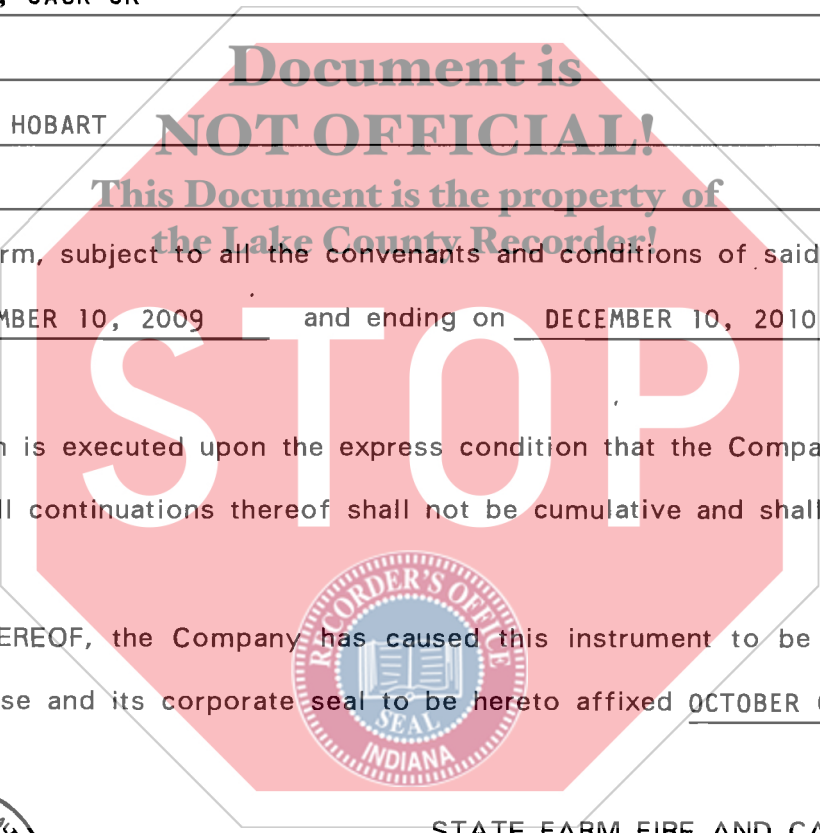 Document is
HOBART NOT OFFICIAL!
This Document is the property of
the Lake County Recorder!
rm, subject to all the convenants and conditions of said
MBER 10, 2009 and ending on DECEMBER 10, 2010
STOP
is executed upon the express condition that the Compa
ll continuations thereof shall not be cumulative and shall
RECORDER'S OFFICE
EREOF, the Company has caused this instrument to be
se and its corporate seal to be hereto affixed OCTOBER
SEAL
INDIANA
STATE FARM FIRE AND CA